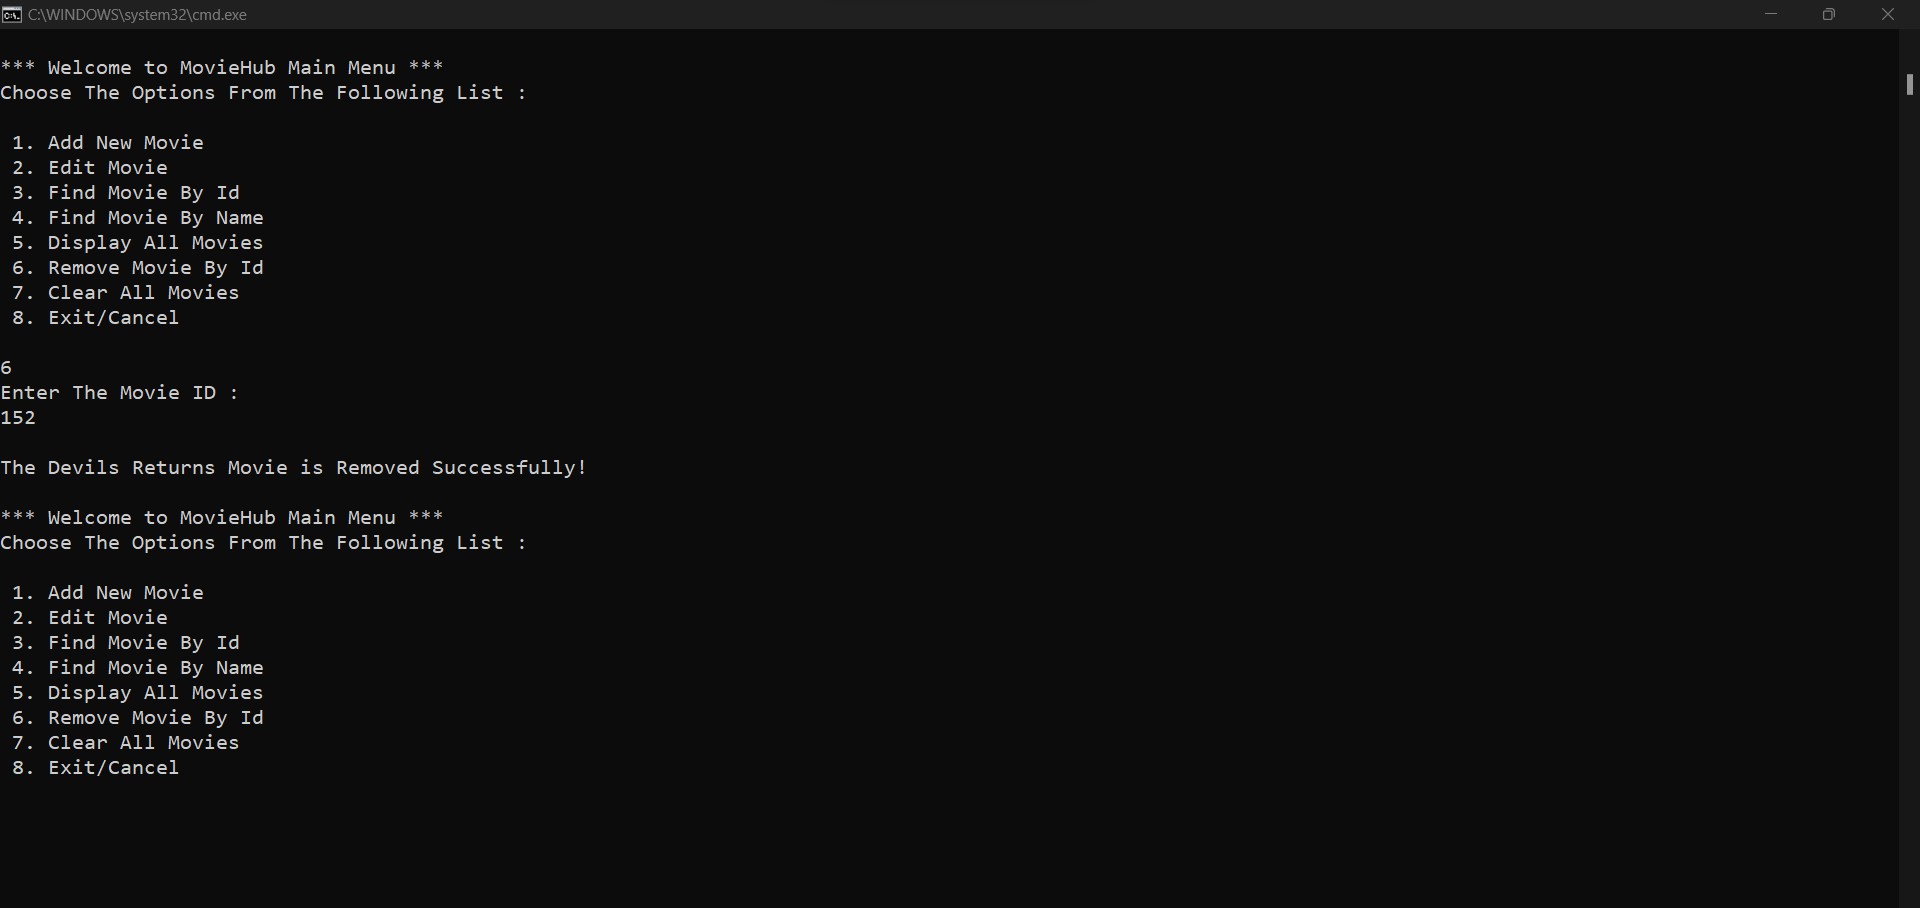 C:\WINDOWS\system32\cmd.exe
*** Welcome to MovieHub Main Menu ***
Choose The Options From The Following List :
1. Add New Movie
2. Edit Movie
3. Find Movie By Id
4. Find Movie By Name
5. Display All Movies
6. Remove Movie By Id
7. Clear All Movies
8. Exit/Cancel
6
Enter The Movie ID :
152
The Devils Returns Movie is Removed Successfully!
*** Welcome to MovieHub Main Menu ***
Choose The Options From The Following List :
1. Add New Movie
2. Edit Movie
3. Find Movie By Id
4. Find Movie By Name
5. Display All Movies
6. Remove Movie By Id
7. Clear All Movies
8. Exit/Cancel